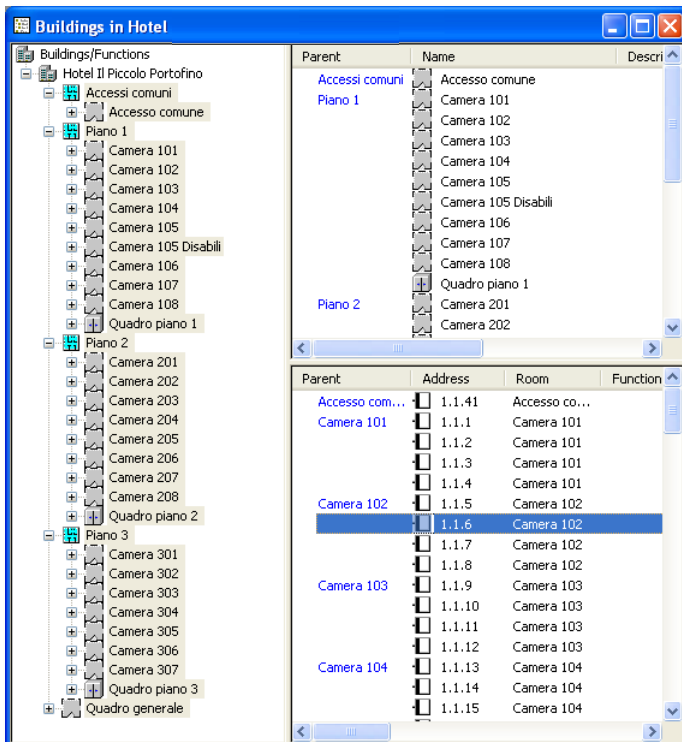 Buildings in Hotel
Buildings/Functions
Hotel Il Piccolo Portofino
Accessi comuni
Accesso comune
Piano 1
Camera 101
Camera 102
Camera 103
Camera 104
Camera 105
Camera 105 Disabili
Camera 106
Camera 107
Camera 108
Quadro piano 1
Piano 2
Camera 201
Camera 202
Camera 203
Camera 204
Camera 205
Camera 206
Camera 207
Camera 208
Quadro piano 2
Piano 3
Camera 301
Camera 302
Camera 303
Camera 304
Camera 305
Camera 306
Camera 307
Quadro piano 3
Quadro generale
Parent Name Descri
Accessi comuni Accesso comune
Piano 1 Camera 101
Camera 102
Camera 103
Camera 104
Camera 105
Camera 105 Disabili
Camera 106
Camera 107
Camera 108
Quadro piano 1
Piano 2 Camera 201
Camera 202
Parent Address Room Function
Accesso com... 1.1.41 Accesso co...
Camera 101 1.1.1 Camera 101
1.1.2 Camera 101
1.1.3 Camera 101
1.1.4 Camera 101
Camera 102 1.1.5 Camera 102
1.1.6 Camera 102
1.1.7 Camera 102
1.1.8 Camera 102
Camera 103 1.1.9 Camera 103
1.1.10 Camera 103
1.1.11 Camera 103
1.1.12 Camera 103
Camera 104 1.1.13 Camera 104
1.1.14 Camera 104
1.1.15 Camera 104